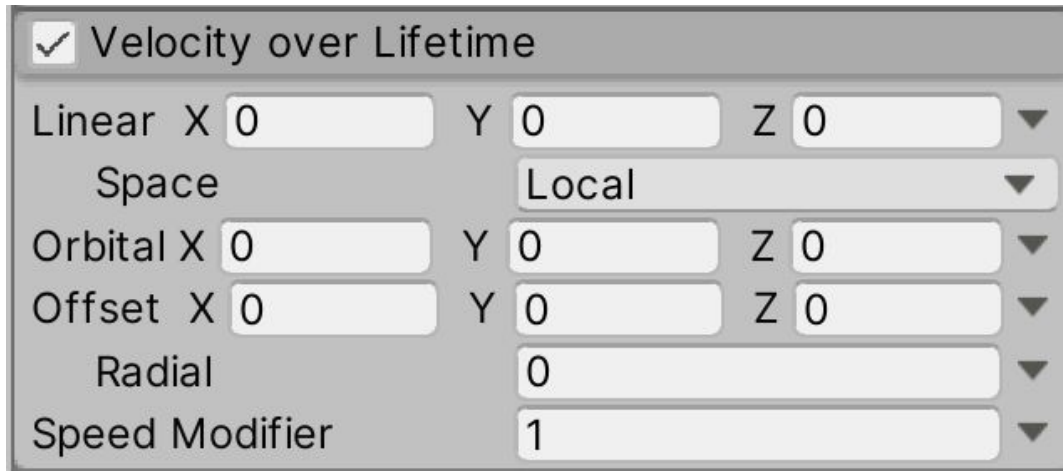 Velocity over Lifetime
Linear X 0 Y 0 Z 0
Space Local
Orbital X 0 Y 0 Z 0
Offset X 0 Y 0 Z 0
Radial 0
Speed Modifier 1